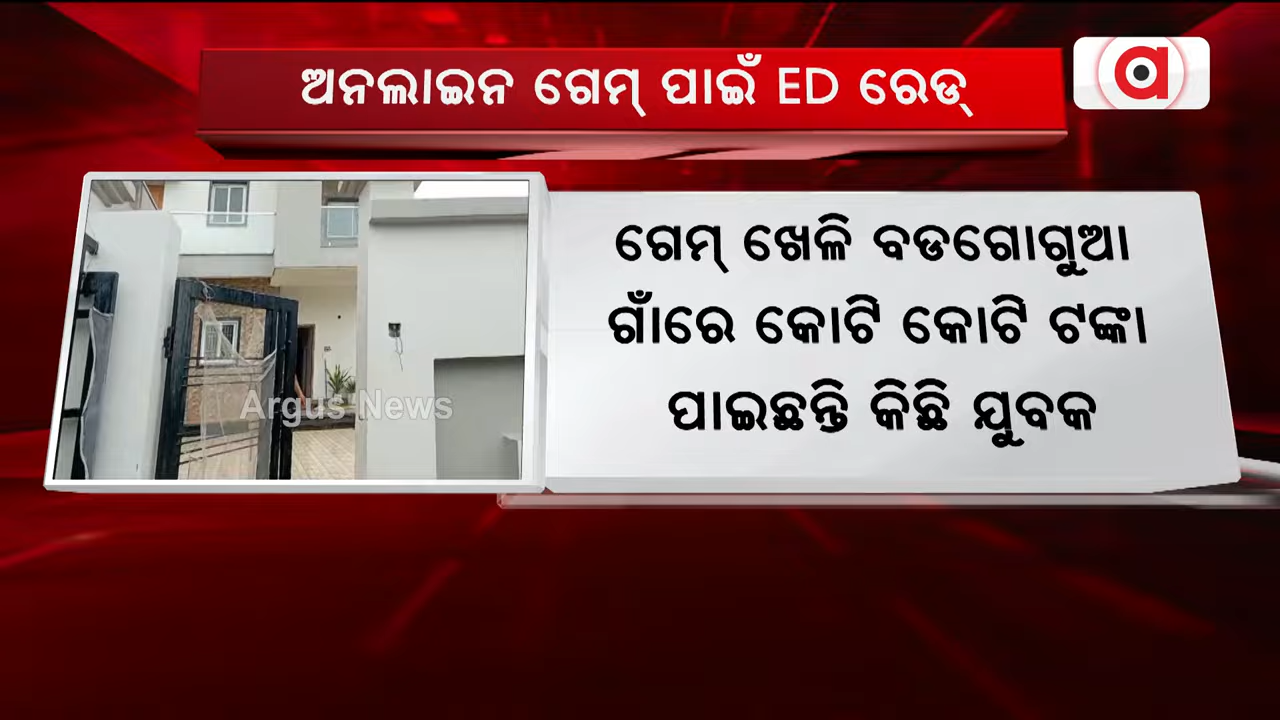 ଅନଲାଇନ ଗେମ୍ ପାଇଁ ED ରେଡ୍
a
ଗେମ୍ ଖେଳି ବଡଗୋଗୁଆ
ଗାଁରେ କୋଟି କୋଟି ଟଙ୍କା
ପାଇଛନ୍ତି କିଛି ଯୁବକ
Argus News